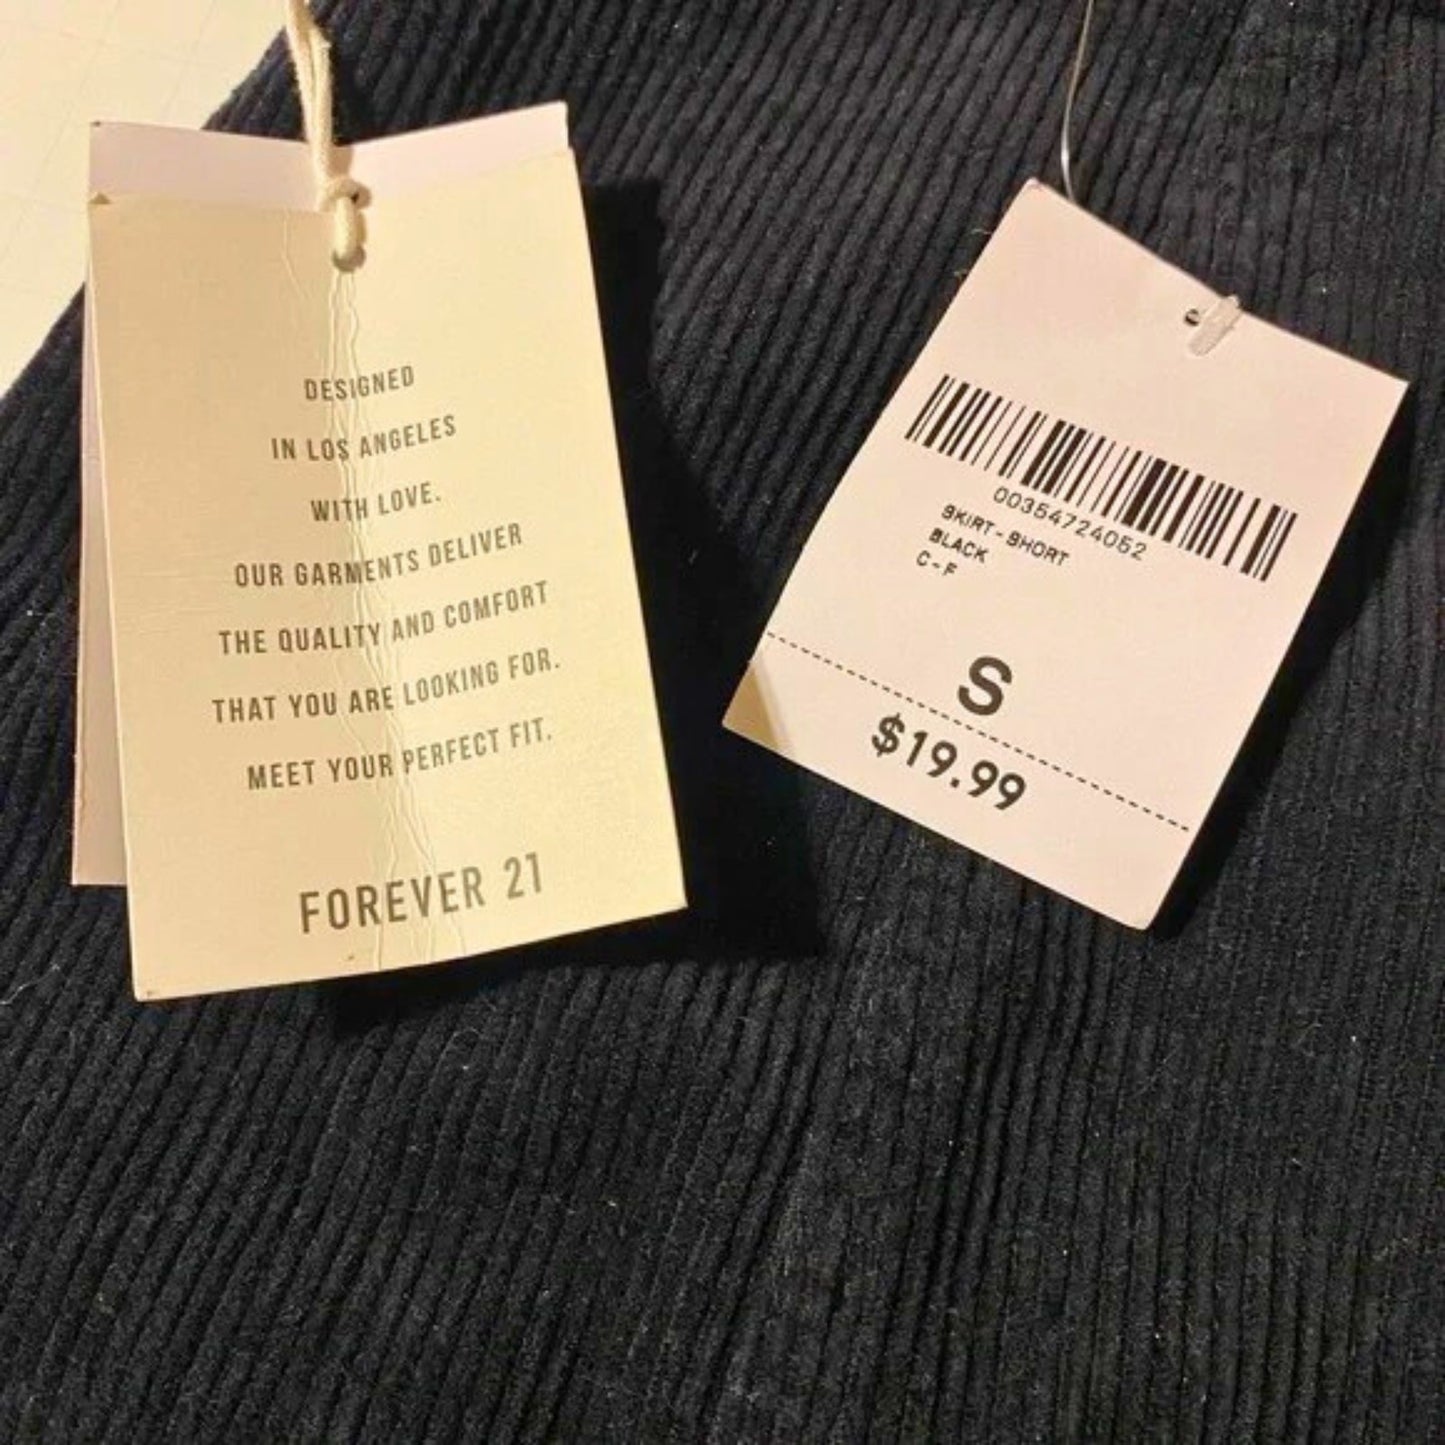 DESIGNED
IN LOS ANGELES
WITH LOVE.
OUR GARMENTS DELIVER
THE QUALITY AND COMFORT
THAT YOU ARE LOOKING FOR.
MEET YOUR PERFECT FIT.
FOREVER 21
00354724052
SKIRT-SHORT
BLACK
C-F
S
$19.99